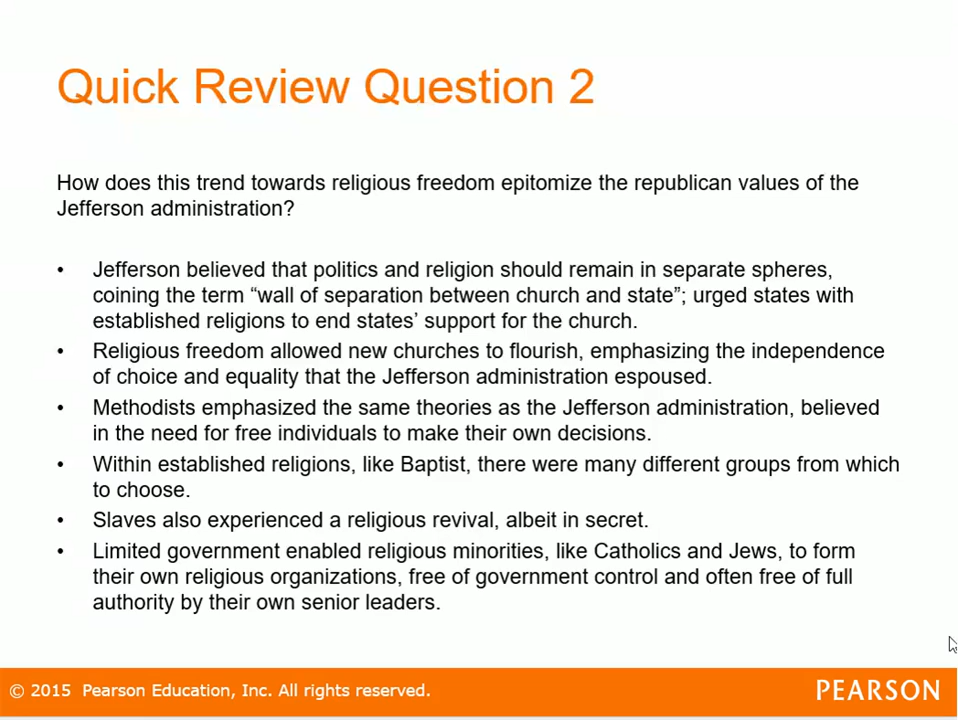 Quick Review Question 2
How does this trend towards religious freedom epitomize the republican values of the
Jefferson administration?
• Jefferson believed that politics and religion should remain in separate spheres,
coining the term “wall of separation between church and state”; urged states with
established religions to end states’ support for the church.
• Religious freedom allowed new churches to flourish, emphasizing the independence
of choice and equality that the Jefferson administration espoused.
• Methodists emphasized the same theories as the Jefferson administration, believed
in the need for free individuals to make their own decisions.
• Within established religions, like Baptist, there were many different groups from which
to choose.
• Slaves also experienced a religious revival, albeit in secret.
• Limited government enabled religious minorities, like Catholics and Jews, to form
their own religious organizations, free of government control and often free of full
authority by their own senior leaders.
© 2015 Pearson Education, Inc. All rights reserved.
PEARSON